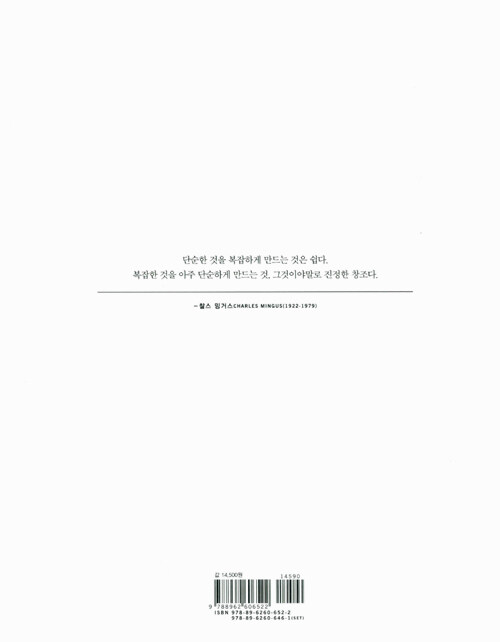 단순한 것을 복잡하게 만드는 것은 쉽다.
복잡한 것을 아주 단순하게 만드는 것, 그것이야말로 진정한 창조다.
–찰스 밍거스CHARLES MINGUS(1922-1979)
값 14,500원
14590
9 788962 606522
ISBN 978-89-6260-652-2
978-89-6260-646-1(SET)